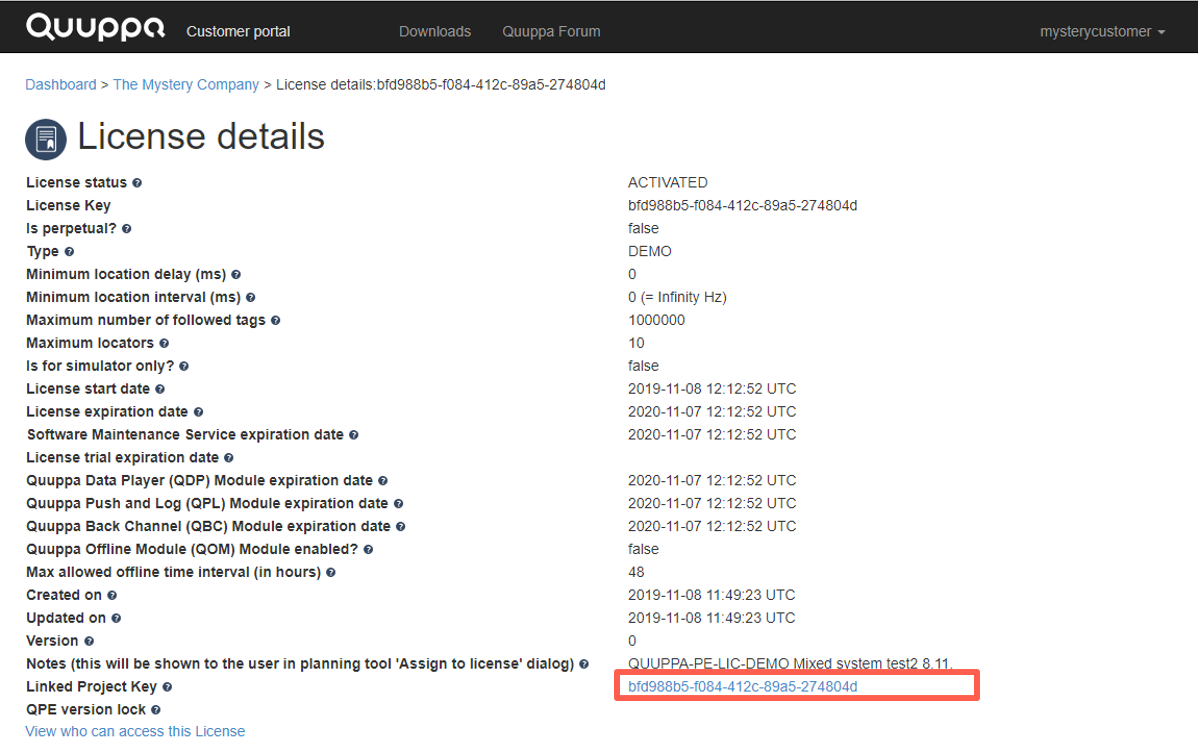 Quuppa Customer portal Downloads Quuppa Forum mysterycustomer
Dashboard > The Mystery Company > License details:bfd988b5-f084-412c-89a5-274804d
License details
License status ACTIVATED
License Key bfd988b5-f084-412c-89a5-274804d
Is perpetual? false
Type DEMO
Minimum location delay (ms) 0
Minimum location interval (ms) 0 (= Infinity Hz)
Maximum number of followed tags 1000000
Maximum locators 10
Is for simulator only? false
License start date 2019-11-08 12:12:52 UTC
License expiration date 2020-11-07 12:12:52 UTC
Software Maintenance Service expiration date 2020-11-07 12:12:52 UTC
License trial expiration date
Quuppa Data Player (QDP) Module expiration date 2020-11-07 12:12:52 UTC
Quuppa Push and Log (QPL) Module expiration date 2020-11-07 12:12:52 UTC
Quuppa Back Channel (QBC) Module expiration date 2020-11-07 12:12:52 UTC
Quuppa Offline Module (QOM) Module enabled? false
Max allowed offline time interval (in hours) 48
Created on 2019-11-08 11:49:23 UTC
Updated on 2019-11-08 11:49:23 UTC
Version 0
Notes (this will be shown to the user in planning tool 'Assign to license' dialog) QUUPPA-PE-LIC-DEMO Mixed system test2 8.11.
Linked Project Key bfd988b5-f084-412c-89a5-274804d
QPE version lock
View who can access this License